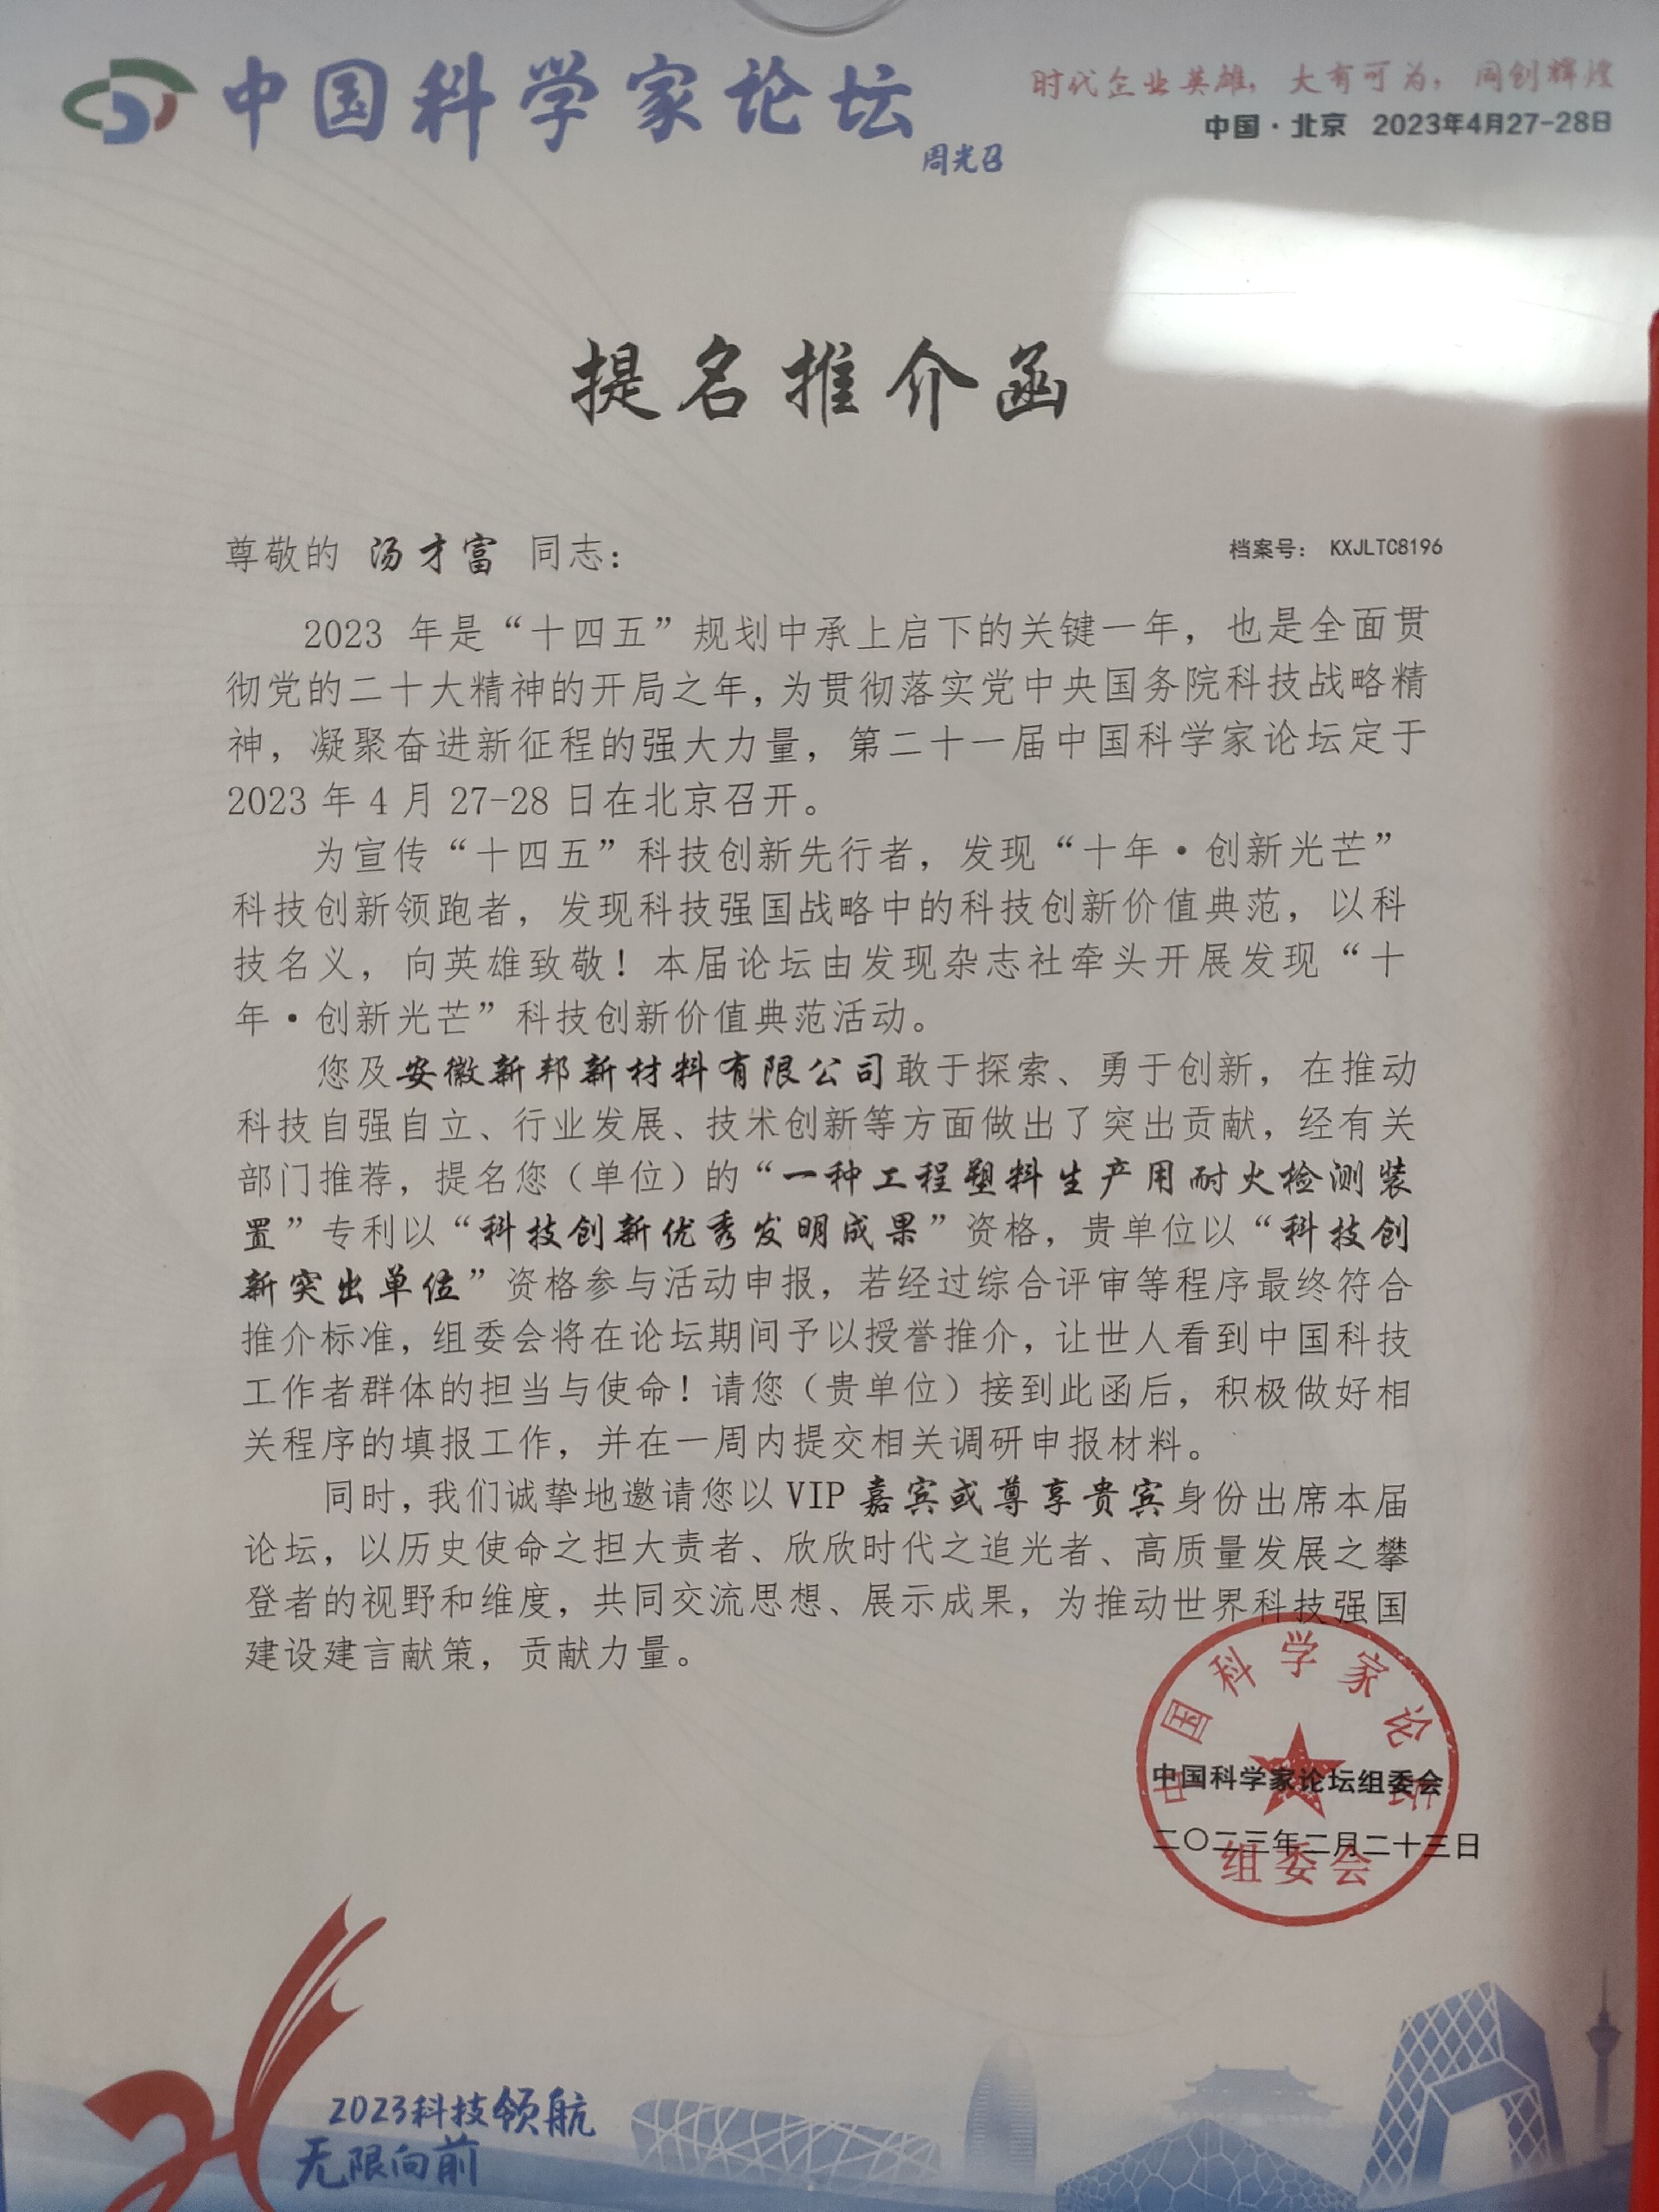 中国科学家论坛
周光召
时代企业英雄，大有可为，同创辉煌
中国·北京 2023年4月27-28日
提名推介函
尊敬的 汤才富 同志：
档案号： KXJLTC8196
2023 年是“十四五”规划中承上启下的关键一年，也是全面贯
彻党的二十大精神的开局之年，为贯彻落实党中央国务院科技战略精
神，凝聚奋进新征程的强大力量，第二十一届中国科学家论坛定于
2023 年 4 月 27-28 日在北京召开。
为宣传“十四五”科技创新先行者，发现“十年·创新光芒”
科技创新领跑者，发现科技强国战略中的科技创新价值典范，以科
技名义，向英雄致敬！本届论坛由发现杂志社牵头开展发现“十
年·创新光芒”科技创新价值典范活动。
您及安徽新邦新材料有限公司敢于探索、勇于创新，在推动
科技自强自立、行业发展、技术创新等方面做出了突出贡献，经有关
部门推荐，提名您（单位）的“一种工程塑料生产用耐火检测装
置”专利以“科技创新优秀发明成果”资格，贵单位以“科技创
新突出单位”资格参与活动申报，若经过综合评审等程序最终符合
推介标准，组委会将在论坛期间予以授誉推介，让世人看到中国科技
工作者群体的担当与使命！请您（贵单位）接到此函后，积极做好相
关程序的填报工作，并在一周内提交相关调研申报材料。
同时，我们诚挚地邀请您以 VIP 嘉宾或尊享贵宾身份出席本届
论坛，以历史使命之担大责者、欣欣时代之追光者、高质量发展之攀
登者的视野和维度，共同交流思想、展示成果，为推动世界科技强国
建设建言献策，贡献力量。
中国科学家论坛
中国科学家论坛组委会
二〇二三年二月二十三日
组委会
2023科技领航
无限向前